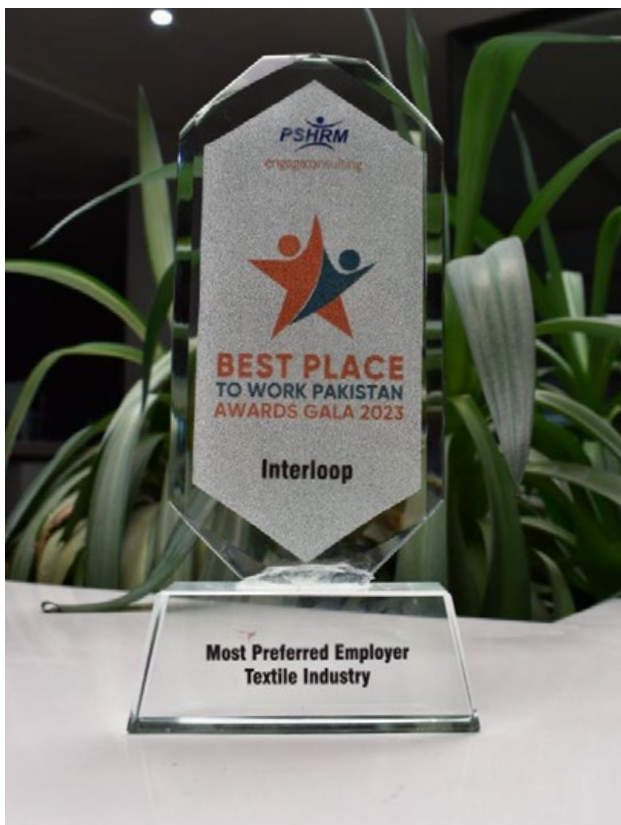 PSHRM
engageconsulting
BEST PLACE
TO WORK PAKISTAN
AWARDS GALA 2023
Interloop
Most Preferred Employer
Textile Industry